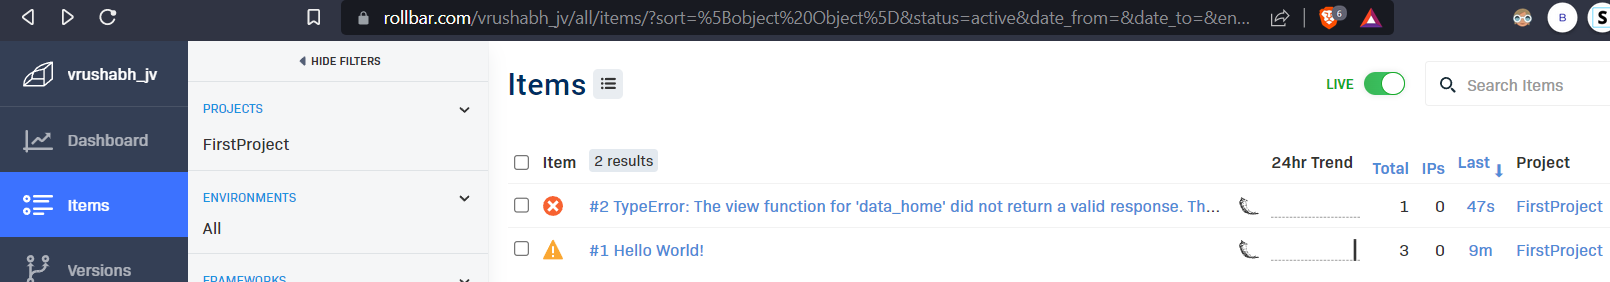 rollbar.com/vrushabh_jv/all/items/?sort=%5Bobject%20Object%5D&status=active&date_from=&date_to=&en...
6
B
S
vrushabh_jv
HIDE FILTERS
Items
LIVE
Search Items
PROJECTS
Dashboard
FirstProject
Item
2 results
24hr Trend
Total
IPs
Last
Project
ENVIRONMENTS
Items
#2 TypeError: The view function for 'data_home' did not return a valid response. Th...
1
0
47s
FirstProject
All
#1 Hello World!
3
0
9m
FirstProject
Versions
FRAMEWORKS